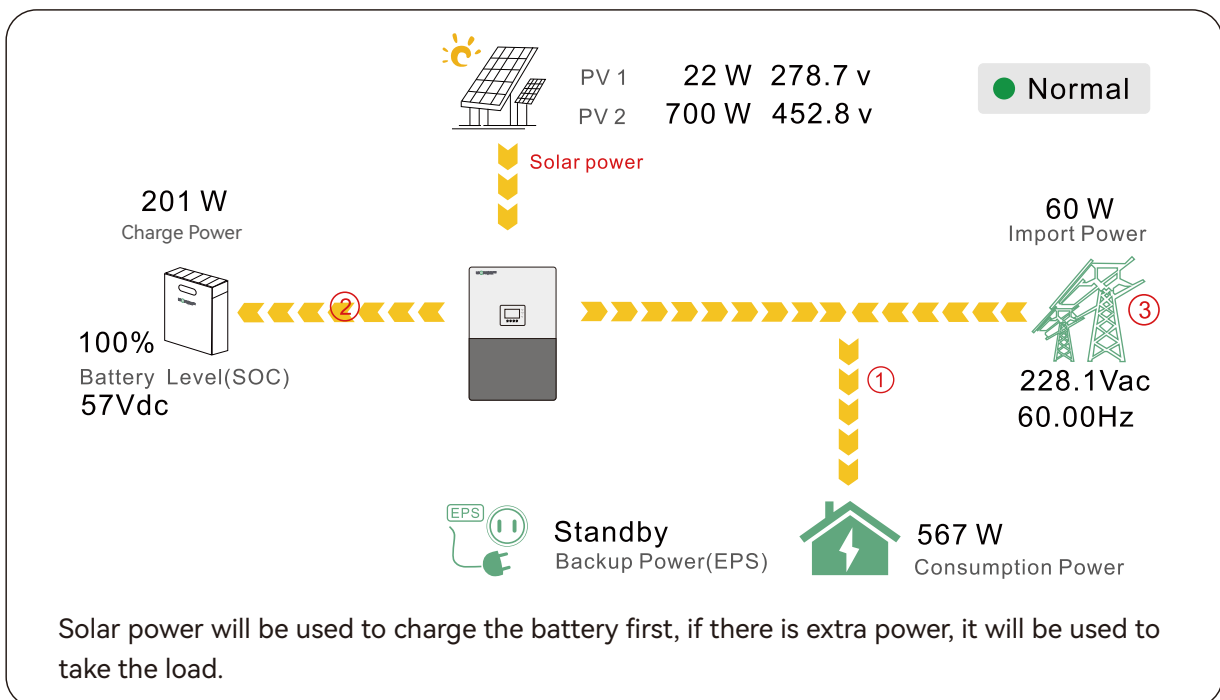 PV 1 22 W 278.7 v
PV 2 700 W 452.8 v
Normal
Solar power
201 W
Charge Power
60 W
Import Power
2
3
100%
Battery Level(SOC)
57Vdc
1
228.1Vac
60.00Hz
EPS
Standby
Backup Power(EPS)
567 W
Consumption Power
Solar power will be used to charge the battery first, if there is extra power, it will be used to
take the load.